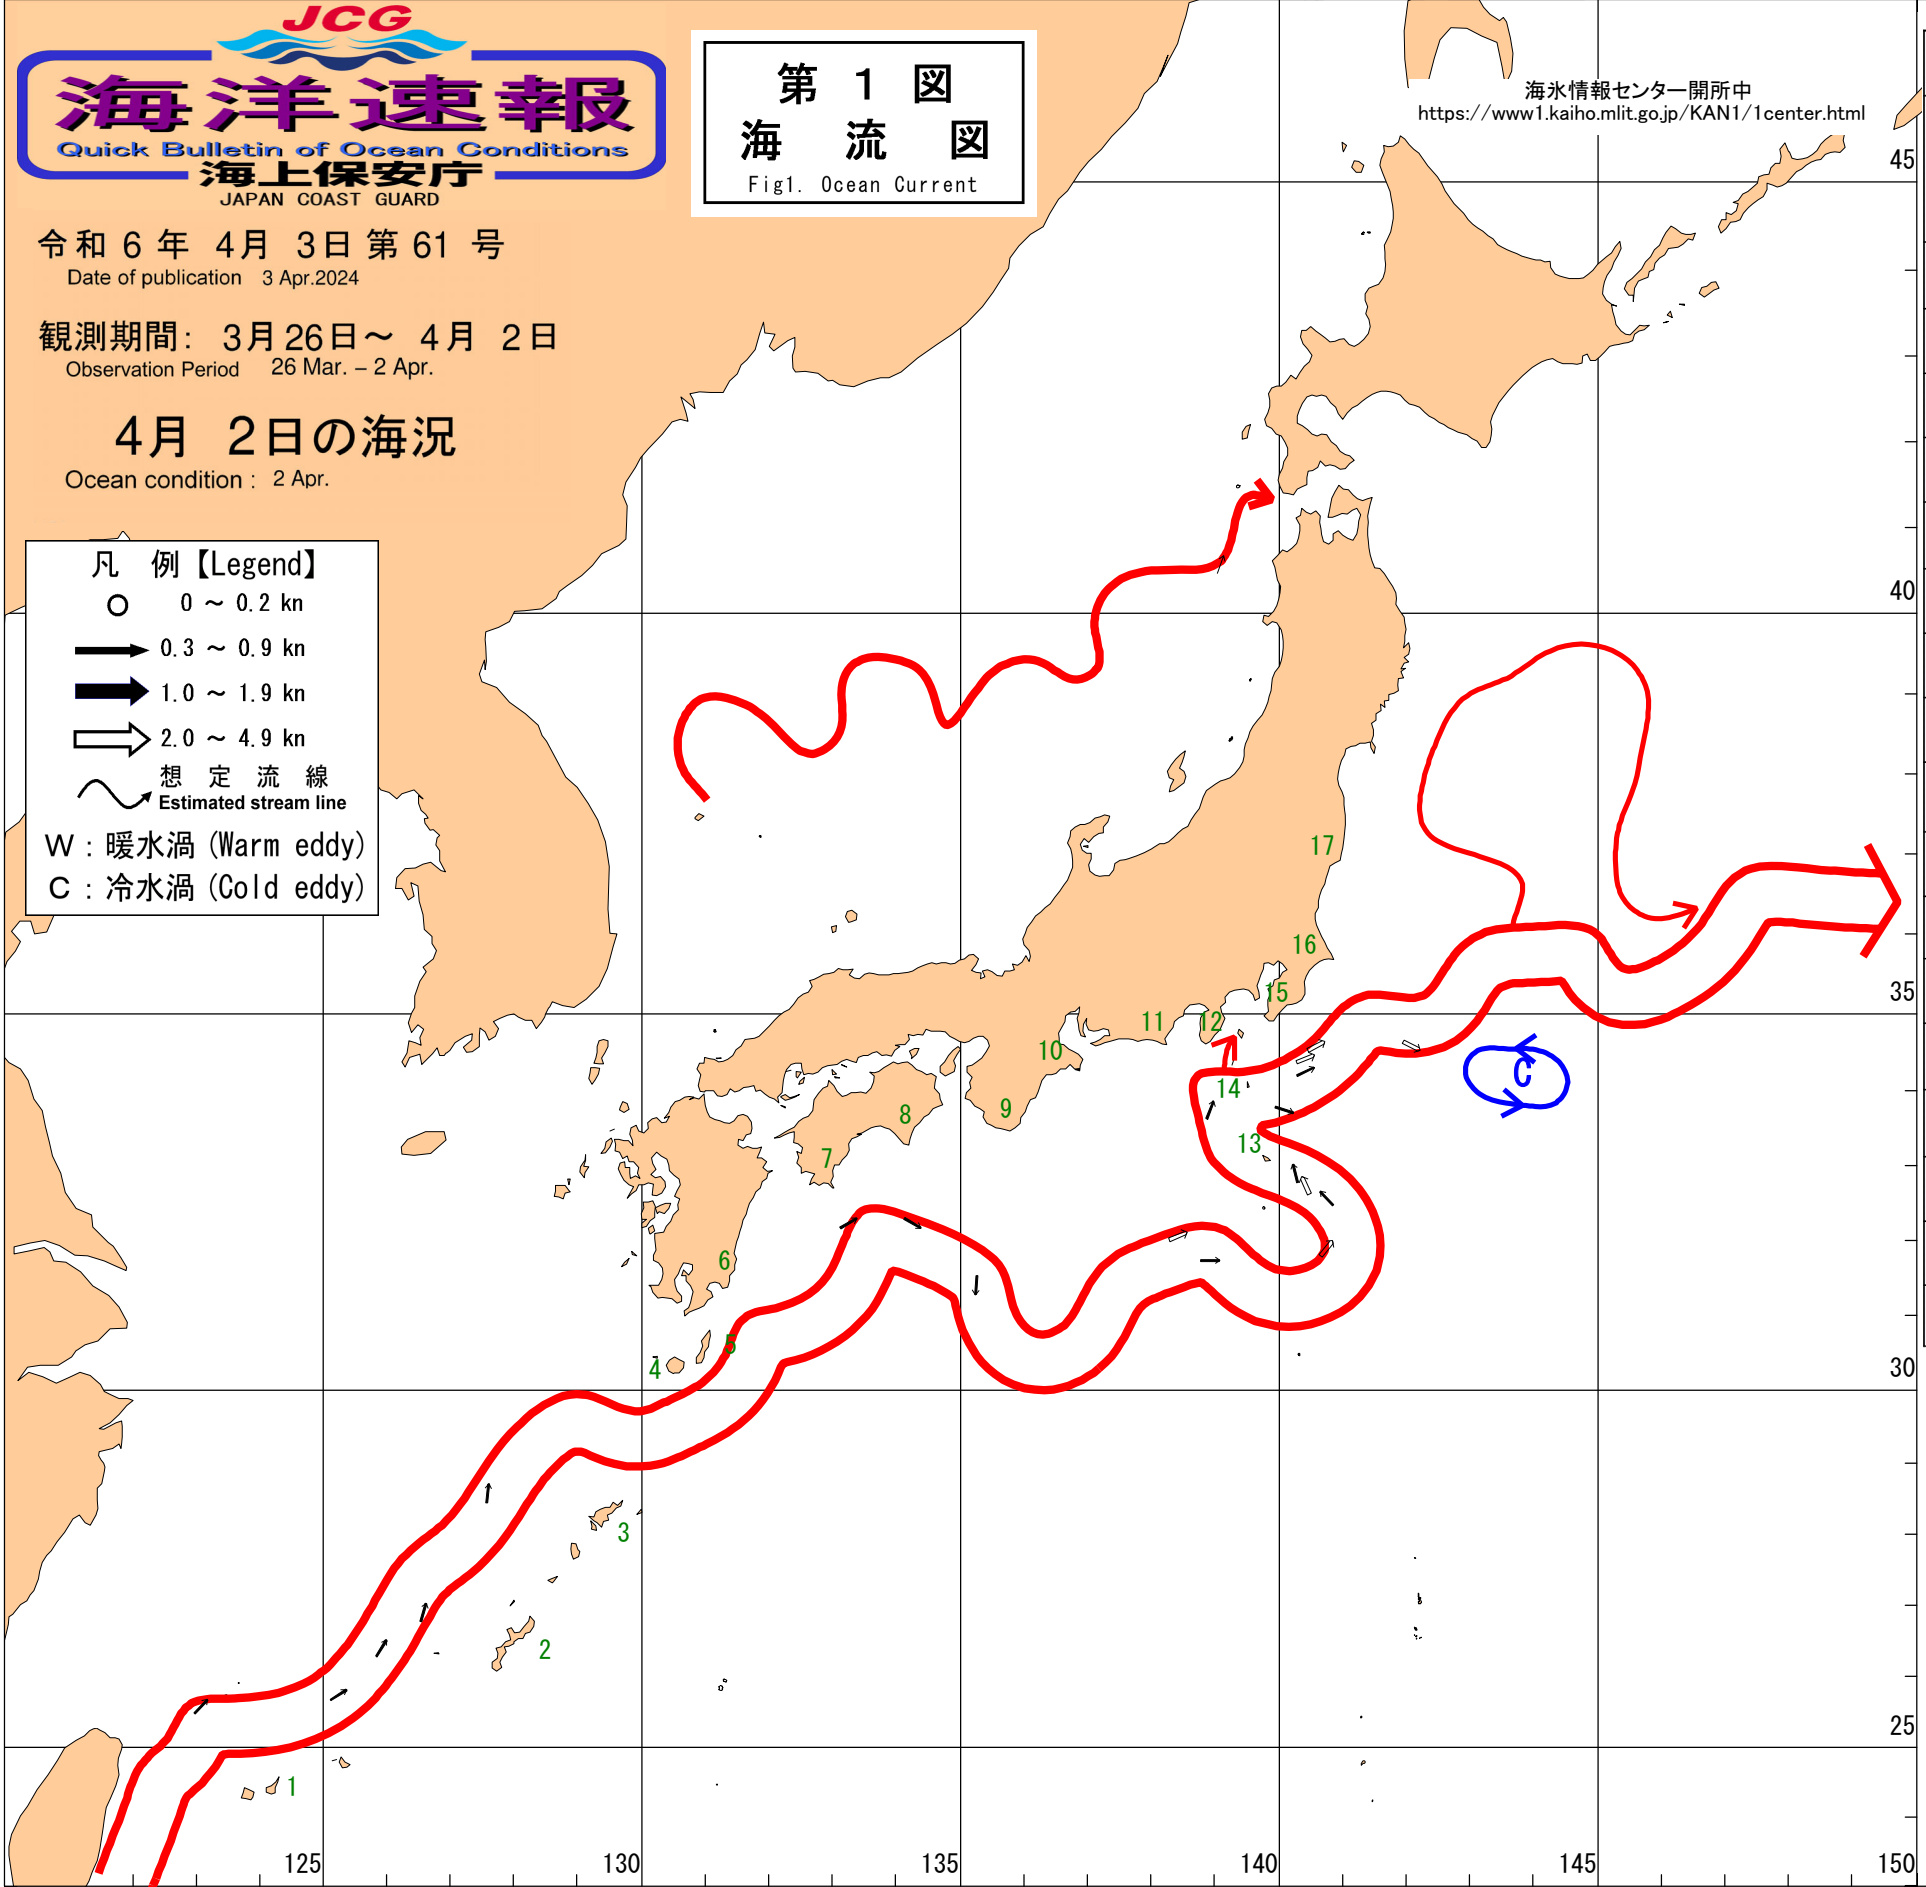 JCG
海洋速報
Quick Bulletin of Ocean Conditions
海上保安庁
JAPAN COAST GUARD
令和 6 年 4月 3日 第 61 号
Date of publication 3 Apr.2024
観測期間: 3月 26日～ 4月 2日
Observation Period 26 Mar. – 2 Apr.
4月 2日の海況
Ocean condition : 2 Apr.
第 1 図
海 流 図
Fig1. Ocean Current
海氷情報センター開所中
https://www1.kaiho.mlit.go.jp/KAN1/1center.html
凡 例【Legend】
0 ～ 0.2 kn
0.3 ～ 0.9 kn
1.0 ～ 1.9 kn
2.0 ～ 4.9 kn
想 定 流 線
Estimated stream line
W : 暖水渦 (Warm eddy)
C : 冷水渦 (Cold eddy)
45
40
17
16
35
15
12
11
10
C
14
9
8
13
7
6
5
4
30
3
2
25
1
125
130
135
140
145
150